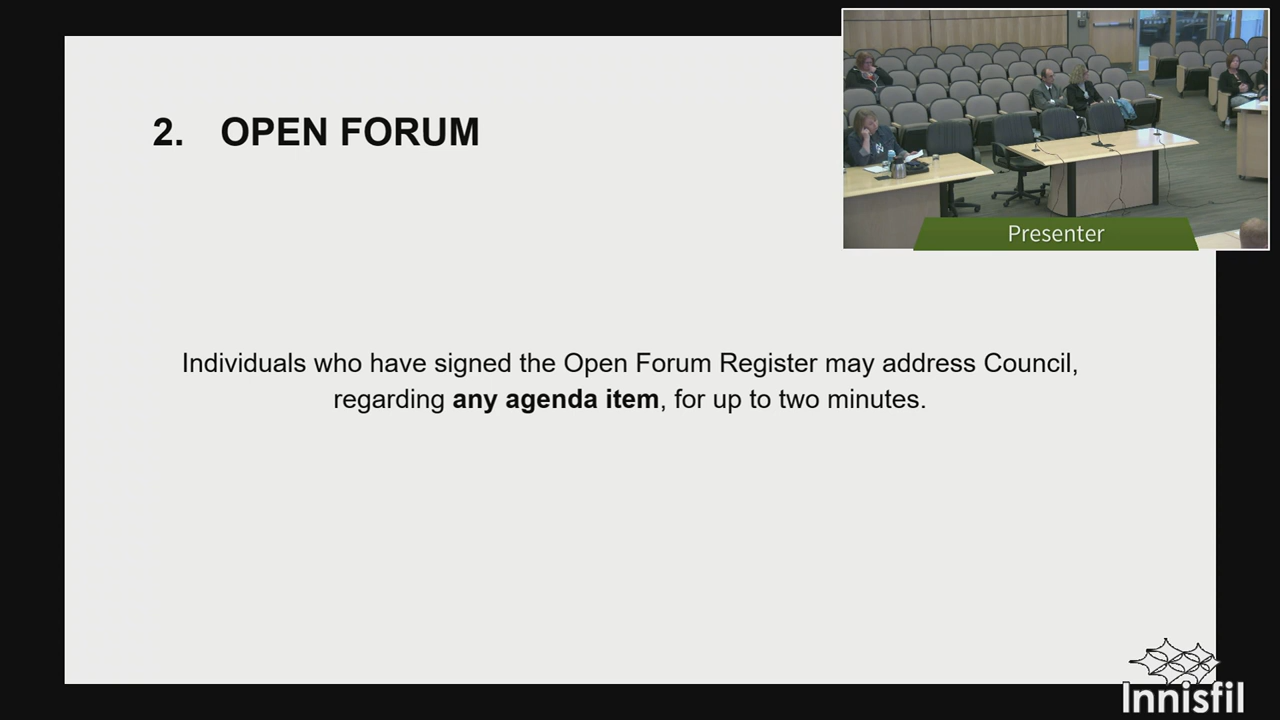 2. OPEN FORUM
Presenter
Individuals who have signed the Open Forum Register may address Council,
regarding any agenda item, for up to two minutes.
Innisfil